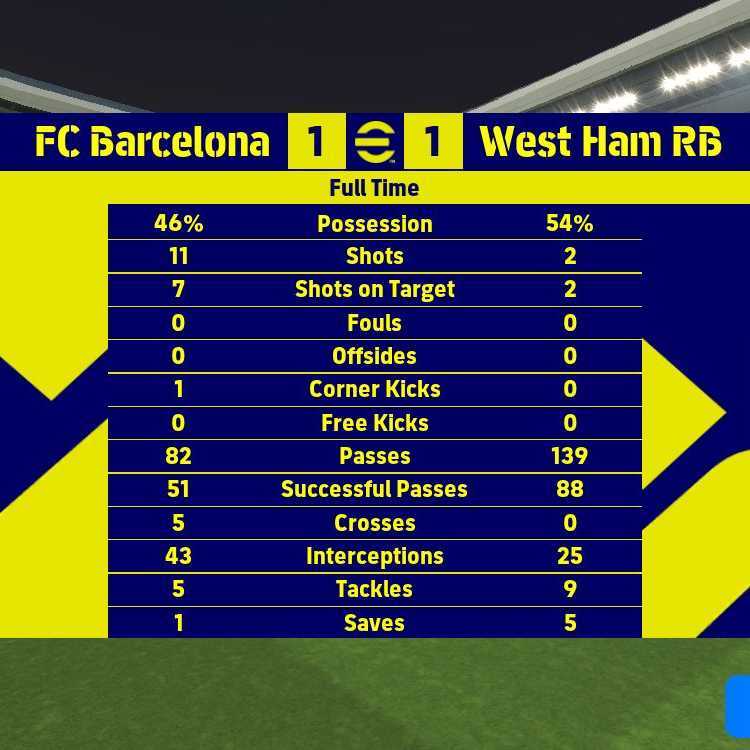 FC Barcelona 1 1 West Ham RB
Full Time
46% Possession 54%
11 Shots 2
7 Shots on Target 2
0 Fouls 0
0 Offsides 0
1 Corner Kicks 0
0 Free Kicks 0
82 Passes 139
51 Successful Passes 88
5 Crosses 0
43 Interceptions 25
5 Tackles 9
1 Saves 5